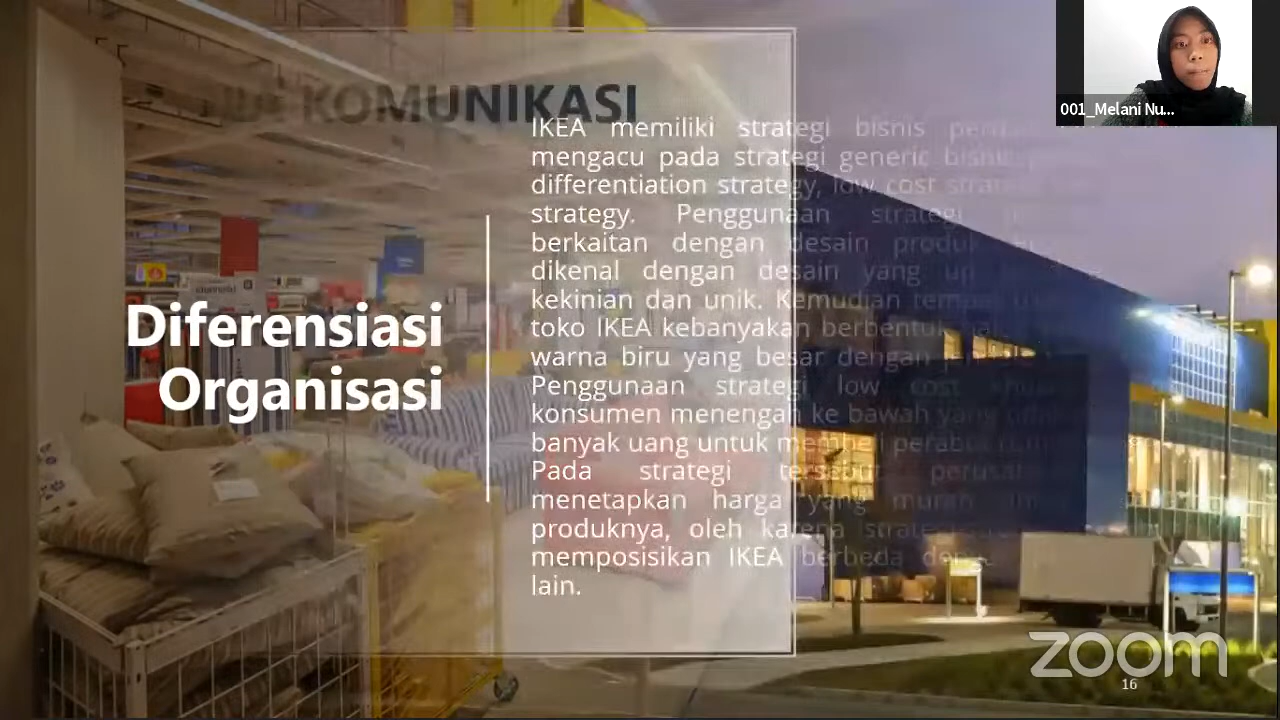 KOMUNIKASI
Diferensiasi
Organisasi
IKEA memiliki strategi bisnis
mengacu pada strategi generic bisnis
differentiation strategy, low cost
strategy. Penggunaan strategi
berkaitan dengan desain produk
dikenal dengan desain yang
kekinian dan unik. Kemudian
toko IKEA kebanyakan berbentuk
warna biru yang besar dengan
Penggunaan strategi low cost
konsumen menengah ke bawah yang
banyak uang untuk membeli
Pada strategi tersebut
menetapkan harga yang murah
produknya, oleh karena
memposisikan IKEA berbeda
lain.
001_Melani Nu...
zoom
16